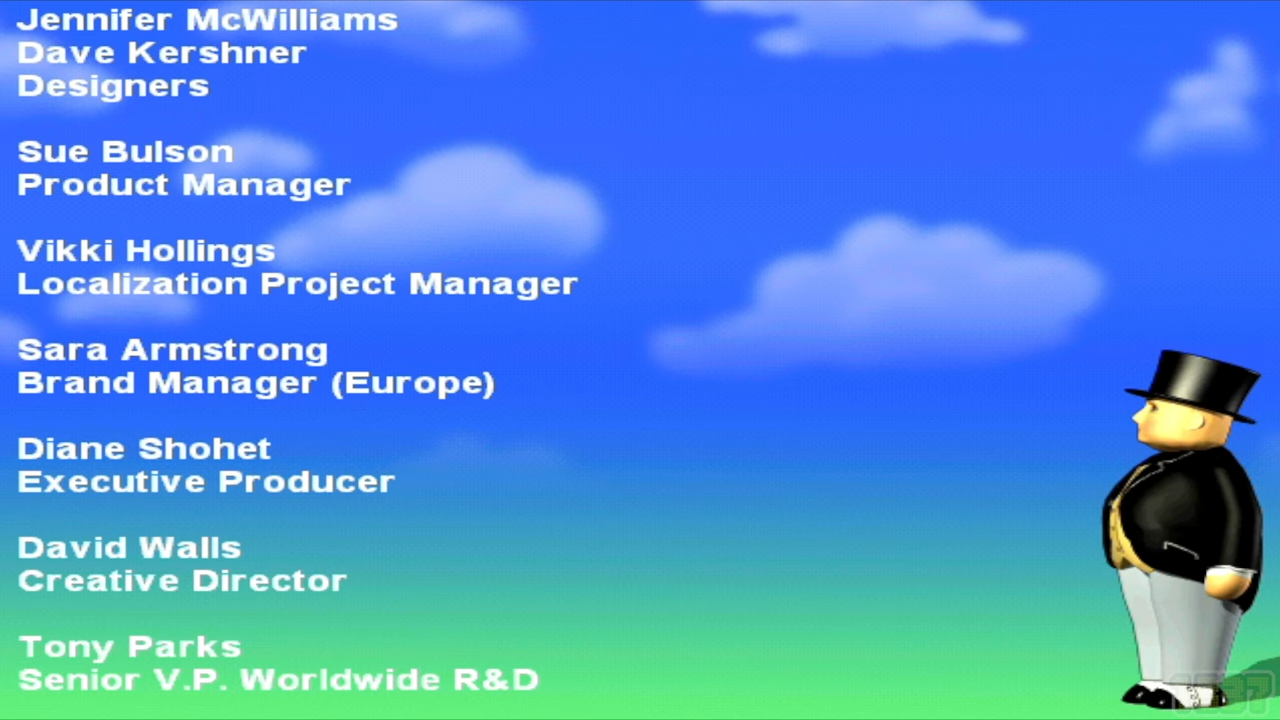 Jennifer McWilliams
Dave Kershner
Designers
Sue Bulson
Product Manager
Vikki Hollings
Localization Project Manager
Sara Armstrong
Brand Manager (Europe)
Diane Shohet
Executive Producer
David Walls
Creative Director
Tony Parks
Senior V.P. Worldwide R&D